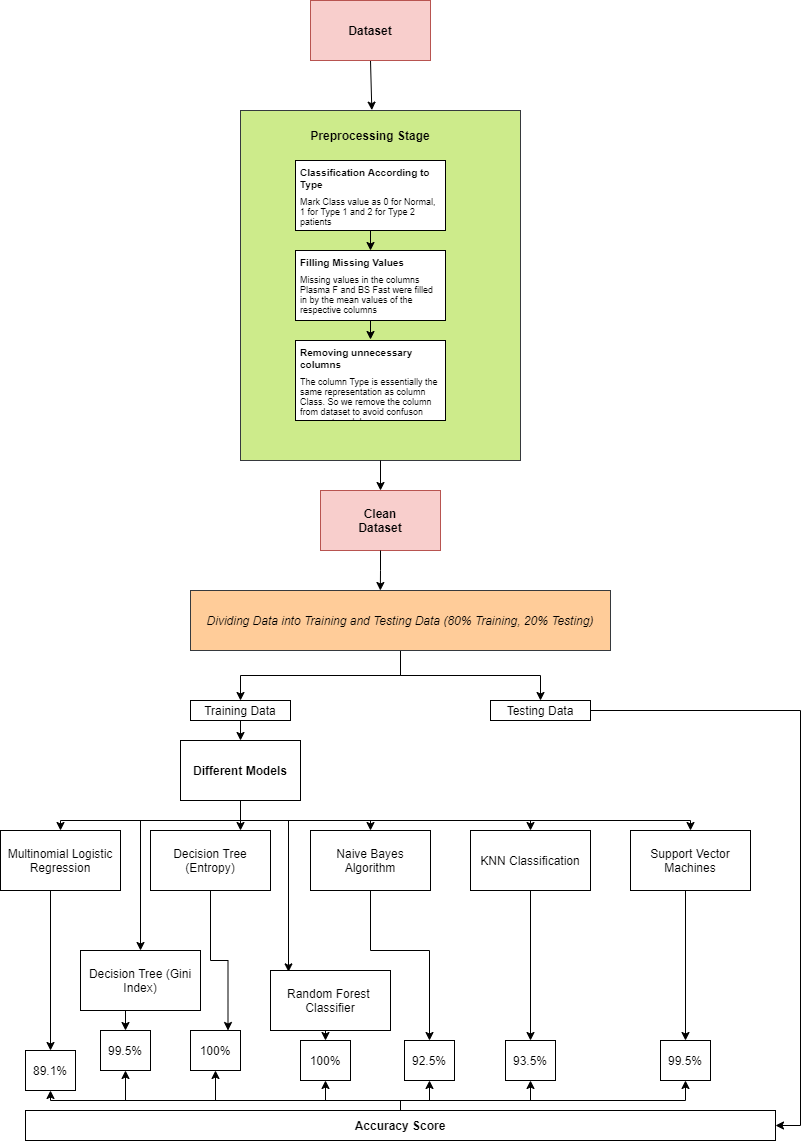 Dataset
Preprocessing Stage
Classification According to
Type
Mark Class value as 0 for Normal,
1 for Type 1 and 2 for Type 2
patients
Filling Missing Values
Missing values in the columns
Plasma F and BS Fast were filled
in by the mean values of the
respective columns
Removing unnecessary
columns
The column Type is essentially the
same representation as column
Class. So we remove the column
from dataset to avoid confuson
Clean
Dataset
Dividing Data into Training and Testing Data (80% Training, 20% Testing)
Training Data
Testing Data
Different Models
Multinomial Logistic
Regression
Decision Tree
(Entropy)
Naive Bayes
Algorithm
KNN Classification
Support Vector
Machines
Decision Tree (Gini
Index)
Random Forest
Classifier
89.1%
99.5%
100%
100%
92.5%
93.5%
99.5%
Accuracy Score